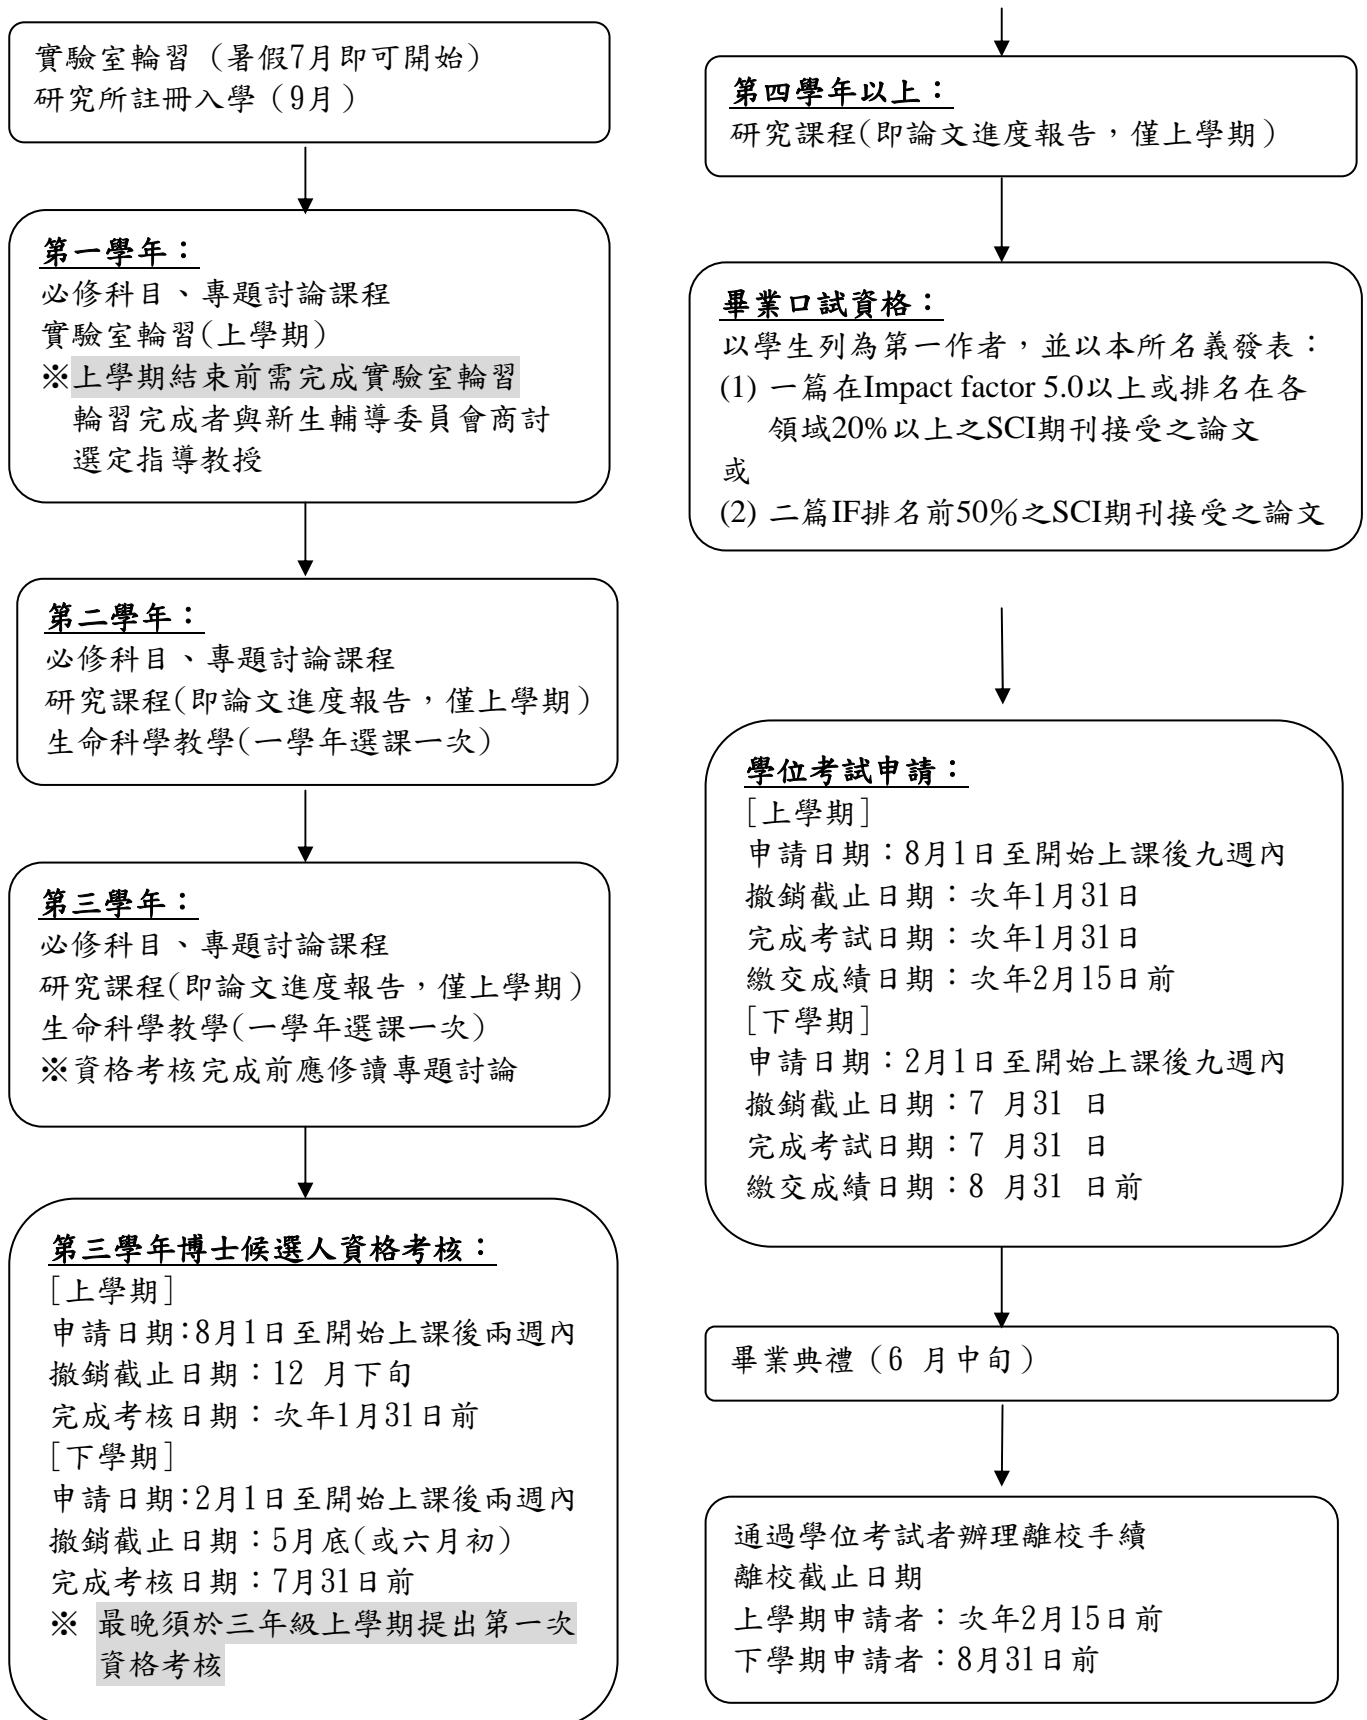 實驗室輪習 (暑假7月即可開始)
研究所註冊入學（9月）
第一學年：
必修科目、專題討論課程
實驗室輪習(上學期)
※上學期結束前需完成實驗室輪習
輪習完成者與新生輔導委員會商討
選定指導教授
第二學年：
必修科目、專題討論課程
研究課程(即論文進度報告，僅上學期)
生命科學教學(一學年選課一次)
第三學年：
必修科目、專題討論課程
研究課程(即論文進度報告，僅上學期)
生命科學教學(一學年選課一次)
※資格考核完成前應修讀專題討論
第三學年博士候選人資格考核：
[上學期]
申請日期:8月1日至開始上課後兩週內
撤銷截止日期：12 月下旬
完成考核日期：次年1月31日前
[下學期]
申請日期:2月1日至開始上課後兩週內
撤銷截止日期：5月底(或六月初)
完成考核日期：7月31日前
※ 最晚須於三年級上學期提出第一次
資格考核
第四學年以上：
研究課程(即論文進度報告，僅上學期)
畢業口試資格：
以學生列為第一作者，並以本所名義發表：
(1) 一篇在Impact factor 5.0以上或排名在各
領域20%以上之SCI期刊接受之論文
或
(2) 二篇IF排名前50％之SCI期刊接受之論文
學位考試申請：
[上學期]
申請日期：8月1日至開始上課後九週內
撤銷截止日期：次年1月31日
完成考試日期：次年1月31日
繳交成績日期：次年2月15日前
[下學期]
申請日期：2月1日至開始上課後九週內
撤銷截止日期：7 月31 日
完成考試日期：7 月31 日
繳交成績日期：8 月31 日前
畢業典禮（6 月中旬）
通過學位考試者辦理離校手續
離校截止日期
上學期申請者：次年2月15日前
下學期申請者：8月31日前